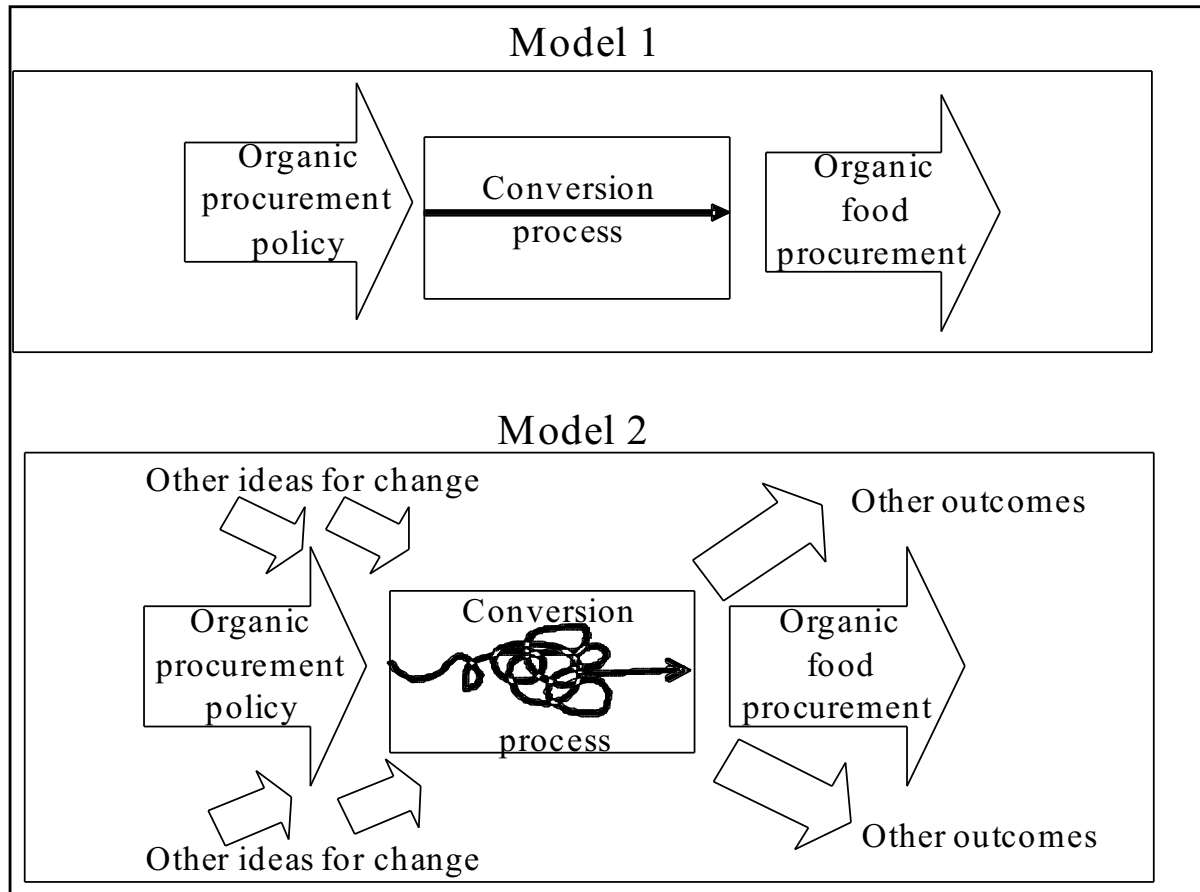 Model 1
Organic
procurement
policy
Conversion
process
Organic
food
procurement
Model 2
Other ideas for change
Other outcomes
Organic
procurement
policy
Conversion
process
Organic
food
procurement
Other ideas for change
Other outcomes